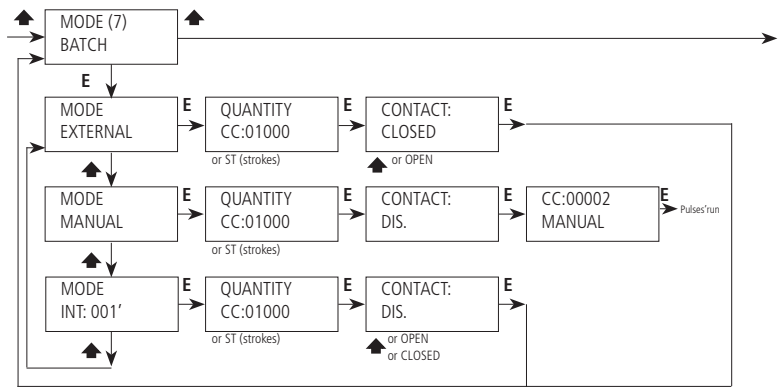 MODE (7)
BATCH
E
MODE
EXTERNAL
E
QUANTITY
CC:01000
or ST (strokes)
E
CONTACT:
CLOSED
or OPEN
E
MODE
MANUAL
E
QUANTITY
CC:01000
or ST (strokes)
E
CONTACT:
DIS.
E
CC:00002
MANUAL
E
Pulses'run
MODE
INT: 001'
E
QUANTITY
CC:01000
or ST (strokes)
E
CONTACT:
DIS.
or OPEN
or CLOSED
E